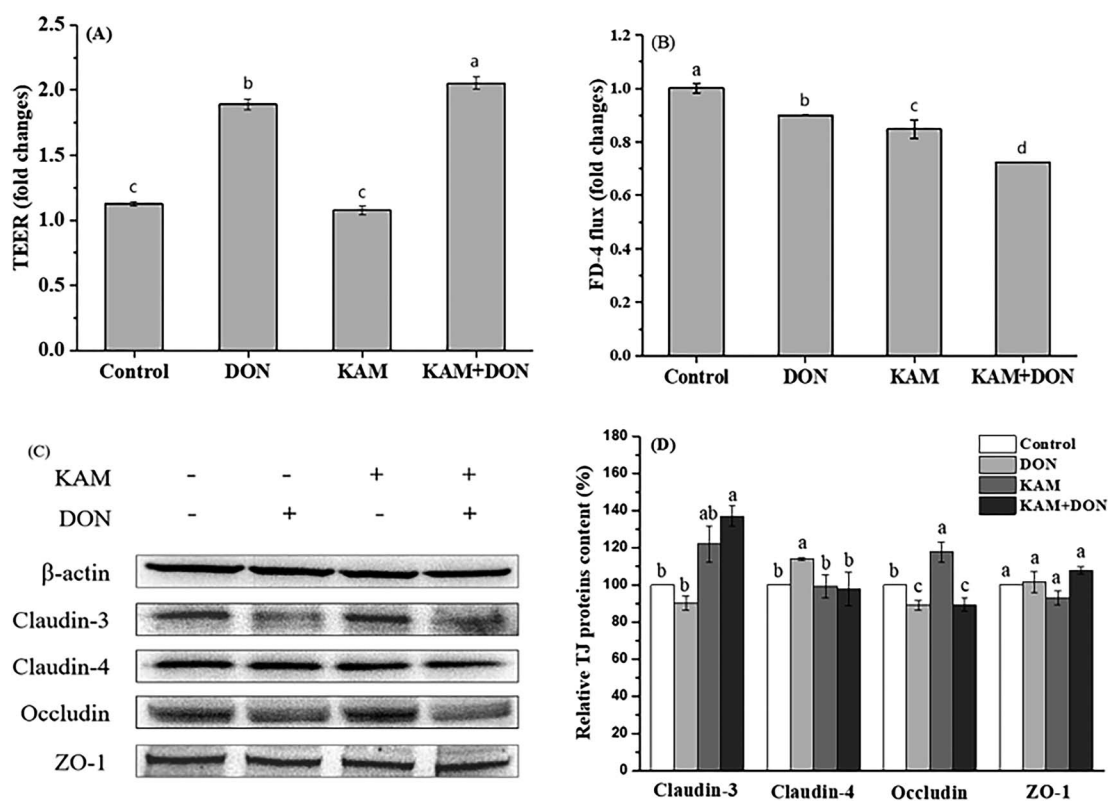 (A)
TEER (fold changes)
2.5
2.0
1.5
1.0
0.5
0.0
c
b
c
a
Control DON KAM KAM+DON
(B)
FD-4 flux (fold changes)
1.2
1.0
0.8
0.6
0.4
0.2
0.0
a
b
c
d
Control DON KAM KAM+DON
(C)
KAM - - + +
DON - + - +
β-actin
Claudin-3
Claudin-4
Occludin
ZO-1
(D)
Relative TJ proteins content (%)
180
160
140
120
100
80
60
40
20
0
Control
DON
KAM
KAM+DON
b b ab a
b a b b
b c a c
a a a a
Claudin-3 Claudin-4 Occludin ZO-1